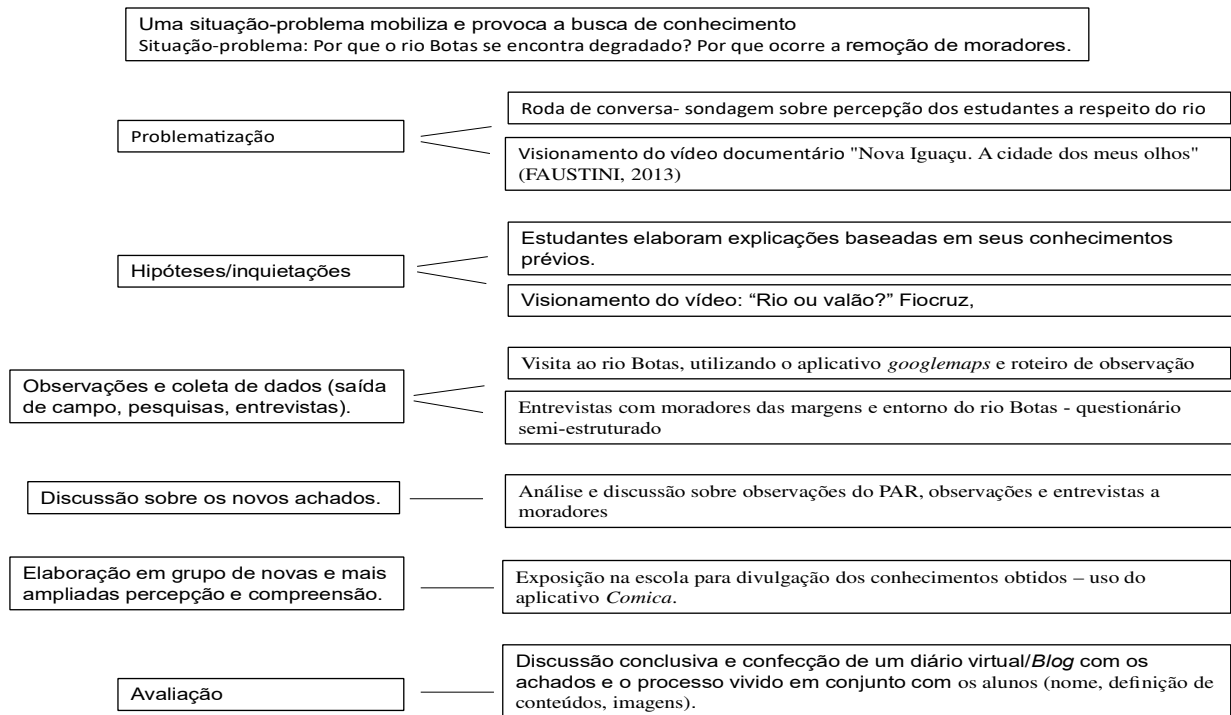 Uma situação-problema mobiliza e provoca a busca de conhecimento
Situação-problema: Por que o rio Botas se encontra degradado? Por que ocorre a remoção de moradores.
Problematização
Roda de conversa- sondagem sobre percepção dos estudantes a respeito do rio
Visionamento do vídeo documentário "Nova Iguaçu. A cidade dos meus olhos"
(FAUSTINI, 2013)
Hipóteses/inquietações
Estudantes elaboram explicações baseadas em seus conhecimentos
prévios.
Visionamento do vídeo: “Rio ou valão?” Fiocruz,
Observações e coleta de dados (saída
de campo, pesquisas, entrevistas).
Visita ao rio Botas, utilizando o aplicativo googlemaps e roteiro de observação
Entrevistas com moradores das margens e entorno do rio Botas - questionário
semi-estruturado
Discussão sobre os novos achados.
Análise e discussão sobre observações do PAR, observações e entrevistas a
moradores
Elaboração em grupo de novas e mais
ampliadas percepção e compreensão.
Exposição na escola para divulgação dos conhecimentos obtidos – uso do
aplicativo Comica.
Avaliação
Discussão conclusiva e confecção de um diário virtual/Blog com os
achados e o processo vivido em conjunto com os alunos (nome, definição de
conteúdos, imagens).